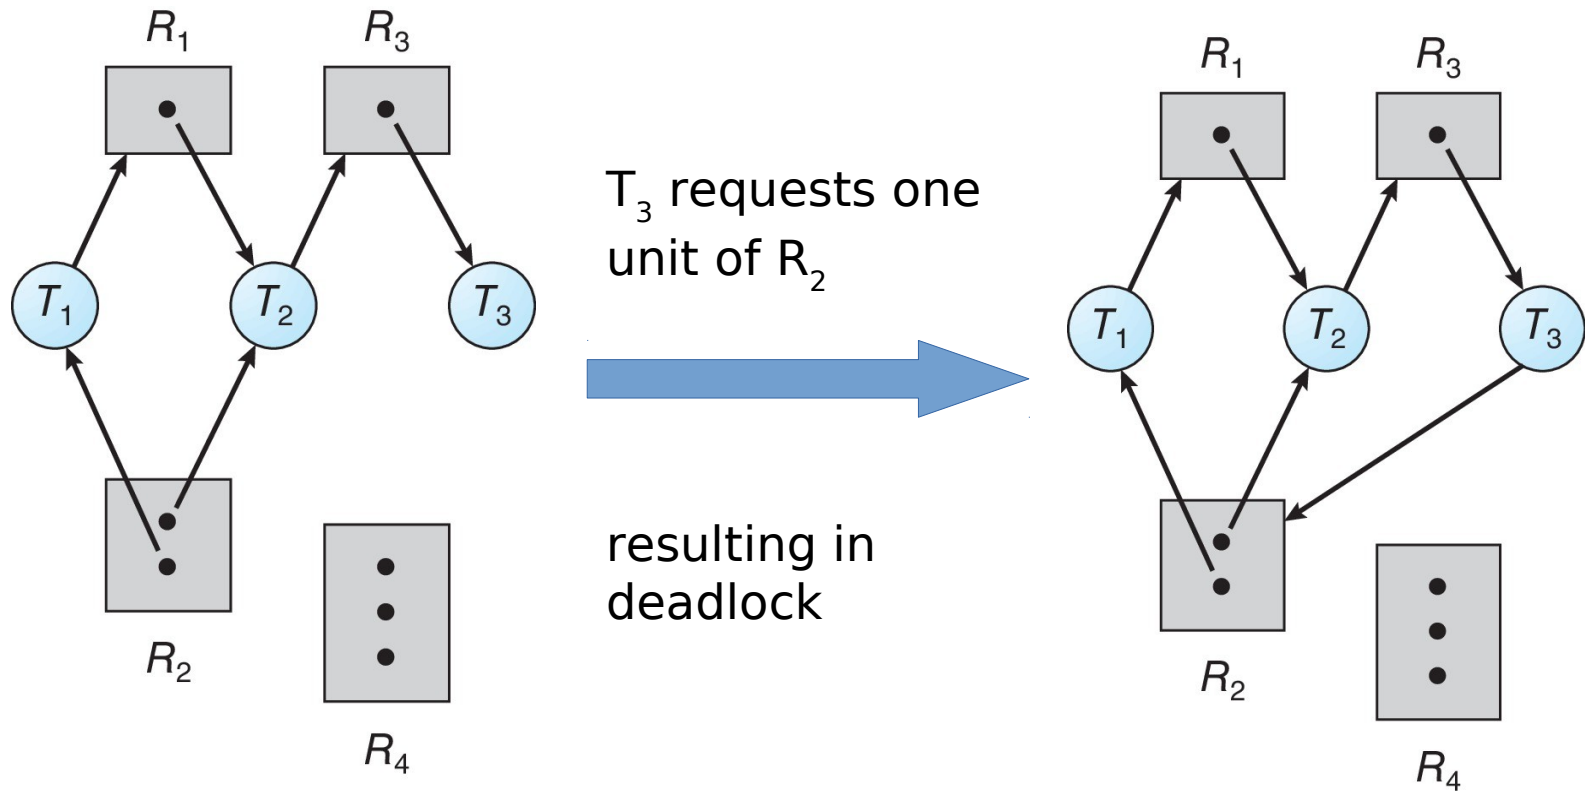 R₁ R₃
T₁ T₂ T₃
R₂
R₄
T₃ requests one
unit of R₂
resulting in
deadlock
R₁ R₃
T₁ T₂ T₃
R₂
R₄